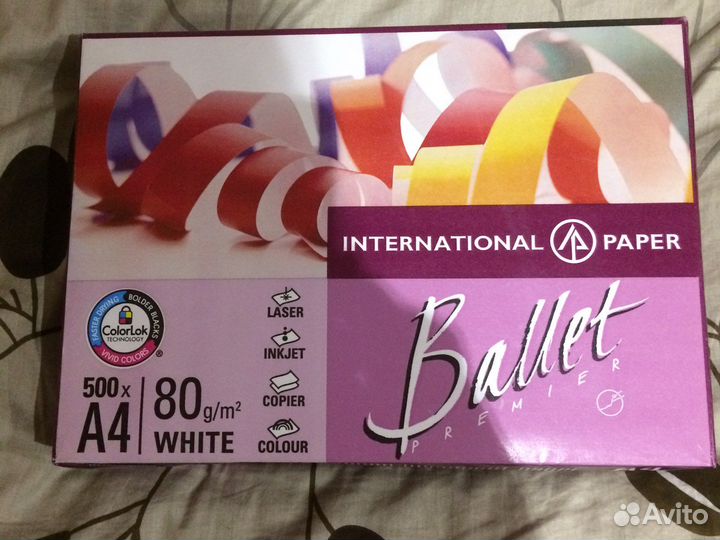 INTERNATIONAL PAPER
Ballet
PREMIER
FASTER DRYING
BOLDER BLACKS
ColorLok
TECHNOLOGY
VIVID COLORS
®
LASER
INKJET
COPIER
COLOUR
500x
A4
80g/m²
WHITE
Avito